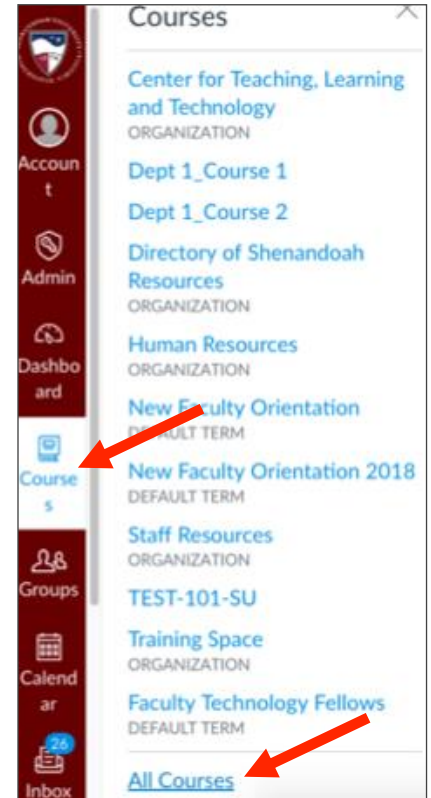 Courses
Center for Teaching, Learning
and Technology
ORGANIZATION
Dept 1_Course 1
Dept 1_Course 2
Directory of Shenandoah
Resources
ORGANIZATION
Human Resources
ORGANIZATION
New Faculty Orientation
DEFAULT TERM
New Faculty Orientation 2018
DEFAULT TERM
Staff Resources
ORGANIZATION
TEST-101-SU
Training Space
ORGANIZATION
Faculty Technology Fellows
DEFAULT TERM
All Courses
Accoun
t
Admin
Dashbo
ard
Course
s
Groups
Calend
ar
26
Inbox